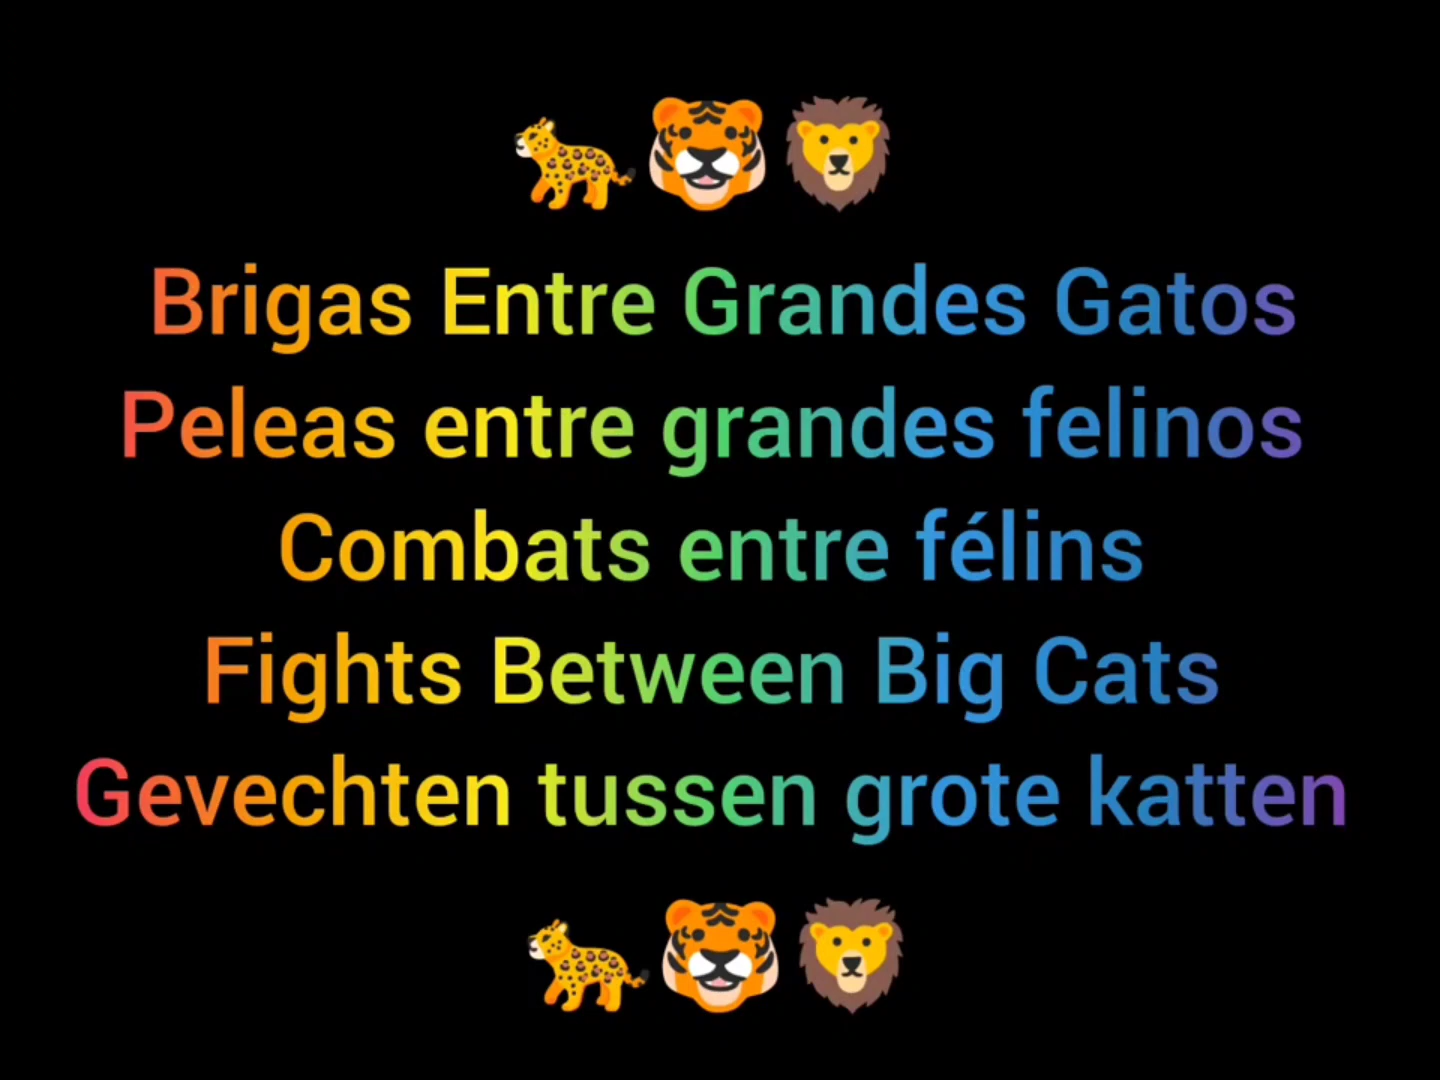 Brigas Entre Grandes Gatos
Peleas entre grandes felinos
Combats entre félins
Fights Between Big Cats
Gevechten tussen grote katten